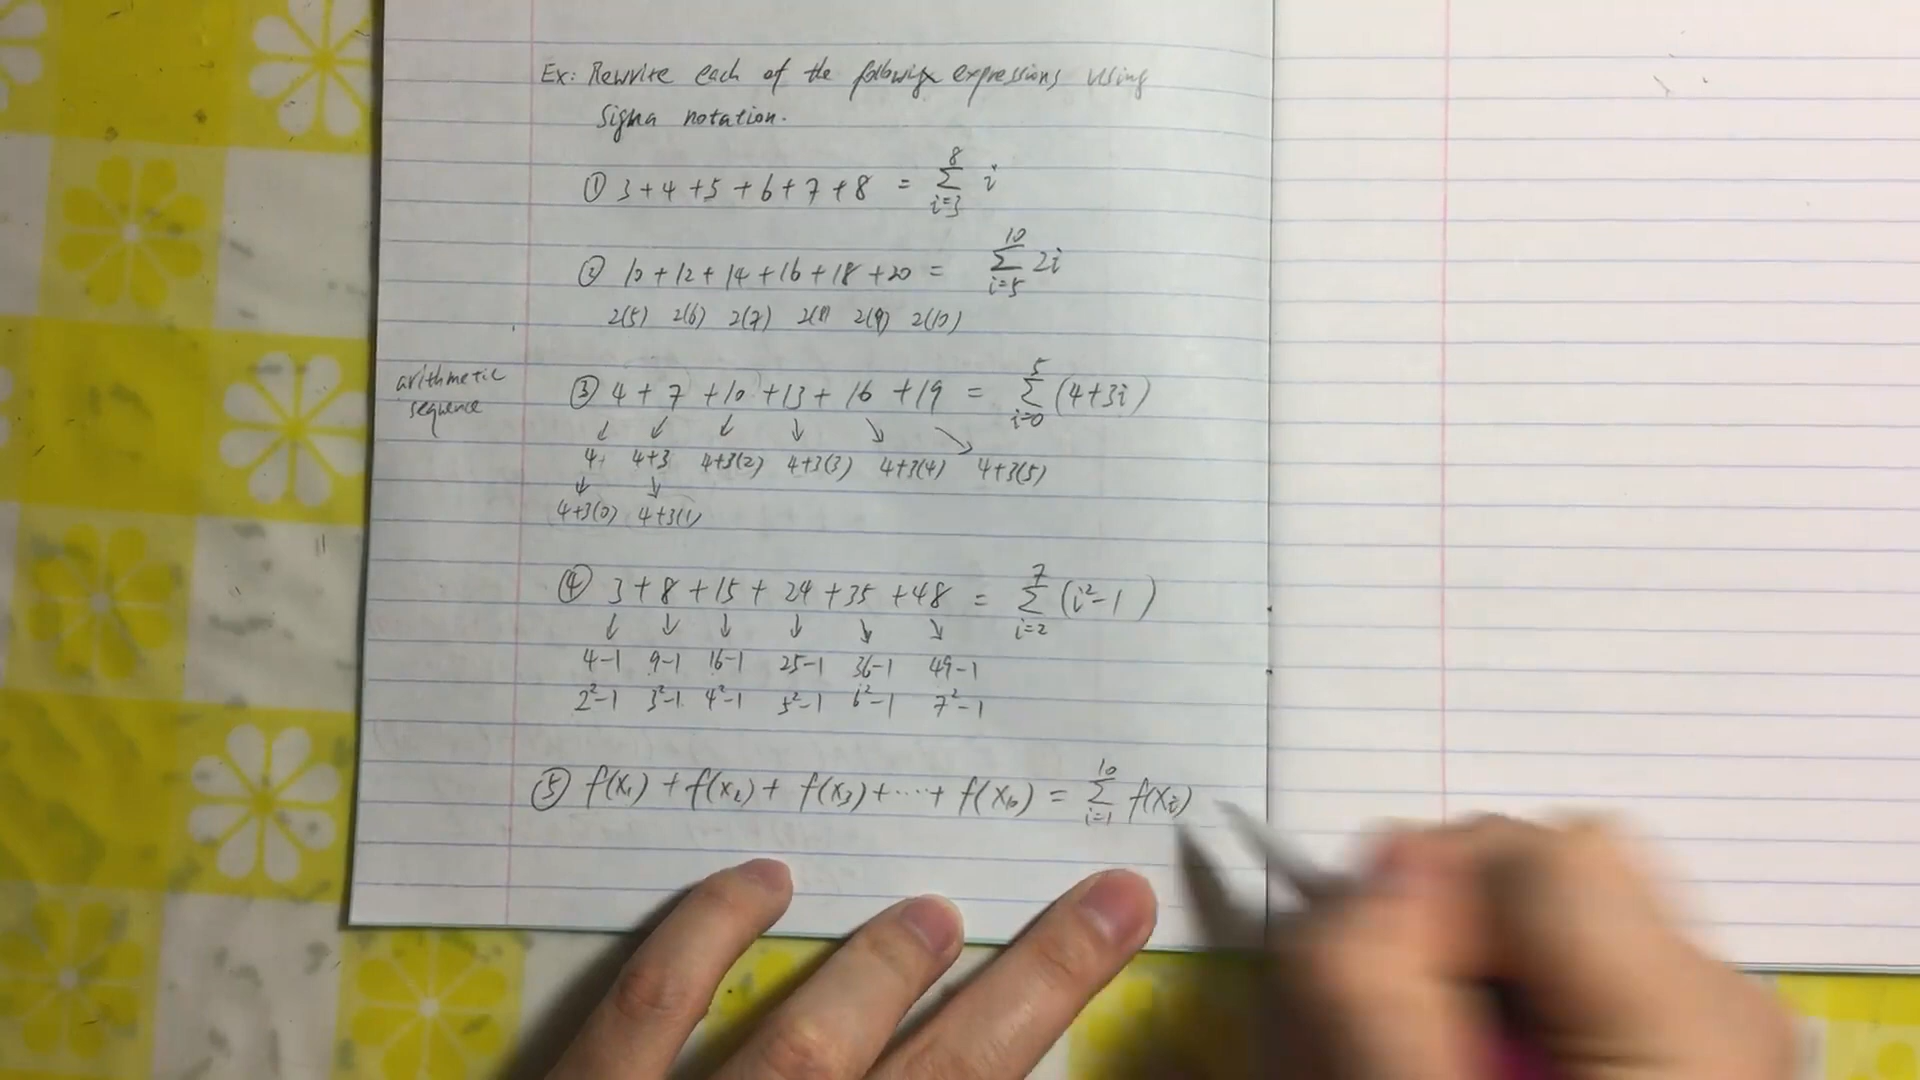 Ex: Rewrite each of the following expressions using
Sigma notation.
① 3+4+5+6+7+8 = \sum_{i=3}^{8} i
② 10+12+14+16+18+20 = \sum_{i=5}^{10} 2i
2(5) 2(6) 2(7) 2(8) 2(9) 2(10)
arithmetic
sequence
③ 4+7+10+13+16+19 = \sum_{i=0}^{5} (4+3i)
↓ ↓ ↓ ↓ ↓ ↓
4+ 4+3 4+3(2) 4+3(3) 4+3(4) 4+3(5)
↓ ↓
4+3(0) 4+3(1)
④ 3+8+15+24+35+48 = \sum_{i=2}^{7} (i²-1)
↓ ↓ ↓ ↓ ↓ ↓
4-1 9-1 16-1 25-1 36-1 49-1
2²-1 3²-1 4²-1 5²-1 6²-1 7²-1
⑤ f(x₁)+f(x₂)+f(x₃)+····+f(x₁₀) = \sum_{i=1}^{10} f(xᵢ)